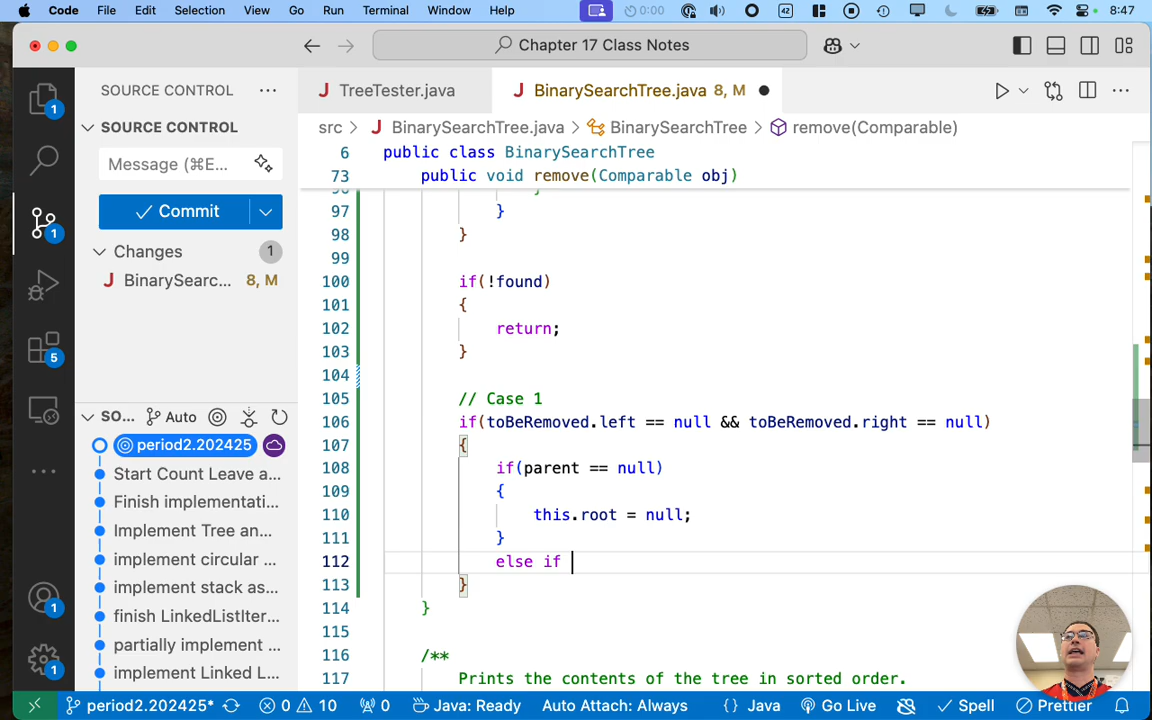 Code File Edit Selection View Go Run Terminal Window Help 0:00 42 8:47
Chapter 17 Class Notes
SOURCE CONTROL ...
TreeTester.java
BinarySearchTree.java 8, M
SOURCE CONTROL
src > BinarySearchTree.java > BinarySearchTree > remove(Comparable)
Message (⌘E...
6 public class BinarySearchTree
73 public void remove(Comparable obj)
Commit
97 }
98 }
Changes 1
99
BinarySearc... 8, M
100 if(!found)
101 {
102 return;
103 }
104
105 // Case 1
106 if(toBeRemoved.left == null && toBeRemoved.right == null)
107 {
108 if(parent == null)
109 {
110 this.root = null;
111 }
112 else if
113 }
114 }
115
116 /**
117 Prints the contents of the tree in sorted order.
SO... Auto
period2.202425
Start Count Leave a...
Finish implementati...
Implement Tree an...
implement circular ...
implement stack as...
finish LinkedListIter...
partially implement ...
implement Linked L...
1
1
5
1
1
period2.202425* 0 10 0 Java: Ready Auto Attach: Always {} Java Go Live Spell Prettier